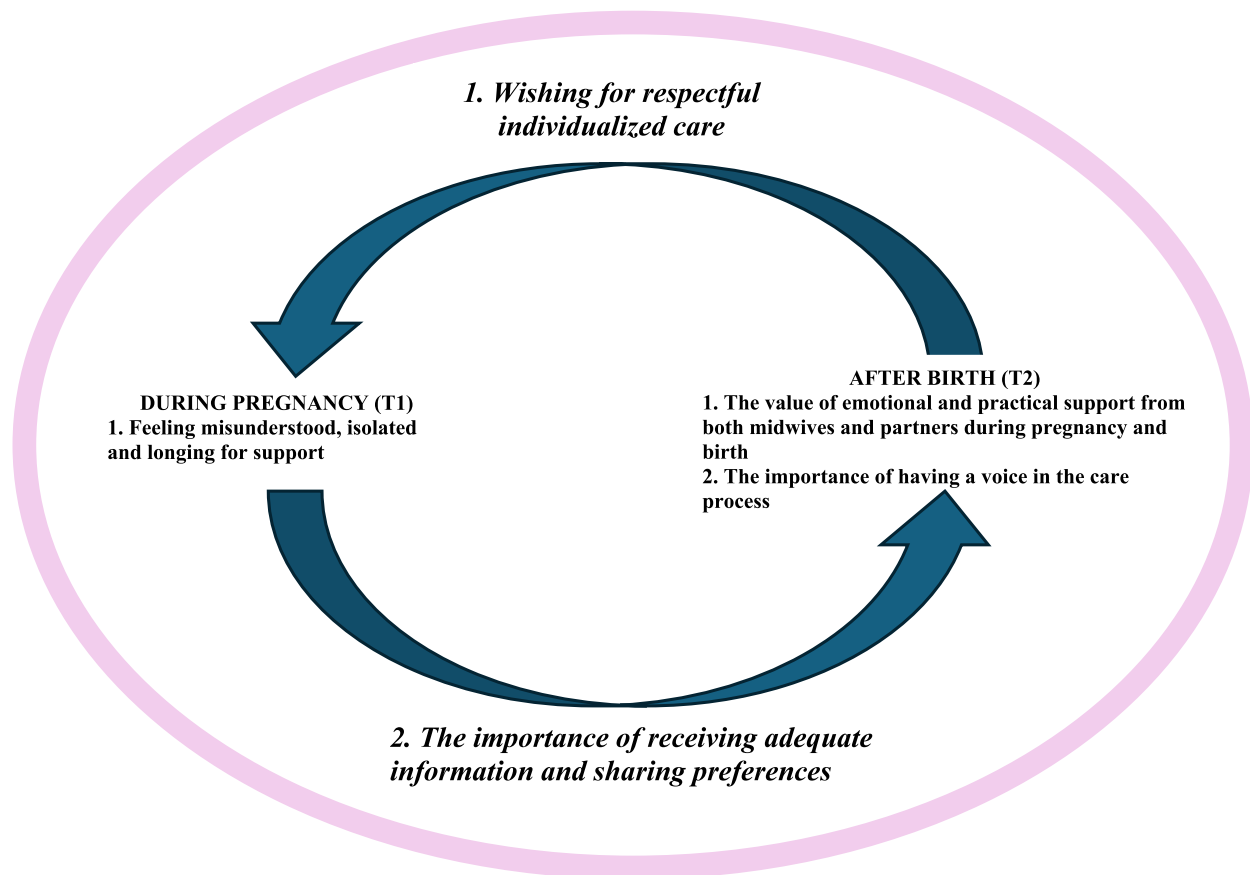 1. Wishing for respectful
individualized care
DURING PREGNANCY (T1)
1. Feeling misunderstood, isolated
and longing for support
AFTER BIRTH (T2)
1. The value of emotional and practical support from
both midwives and partners during pregnancy and
birth
2. The importance of having a voice in the care
process
2. The importance of receiving adequate
information and sharing preferences